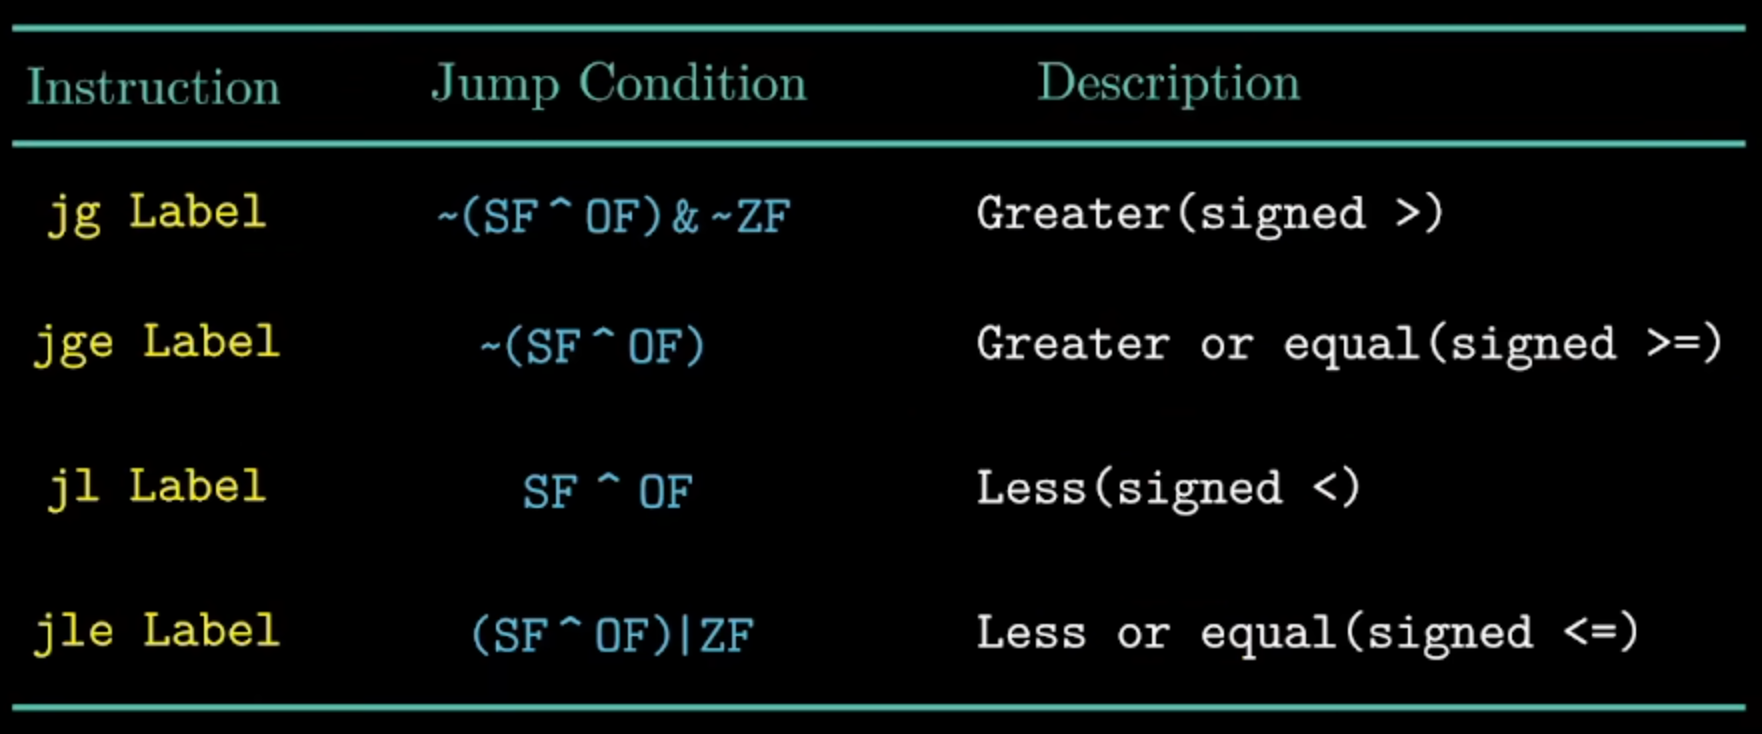 Instruction Jump Condition Description
jg Label ~(SF^OF)&~ZF Greater(signed >)
jge Label ~(SF^OF) Greater or equal(signed >=)
jl Label SF ^ OF Less(signed <)
jle Label (SF^OF)|ZF Less or equal(signed <=)